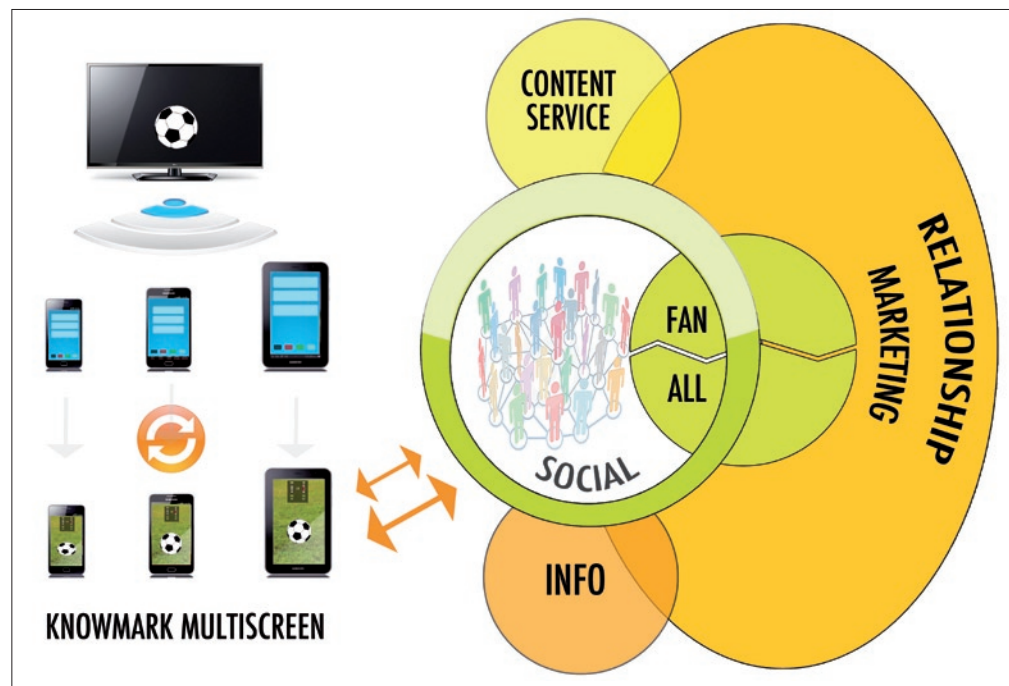 CONTENT
SERVICE
RELATIONSHIP
MARKETING
FAN
ALL
SOCIAL
INFO
KNOWMARK MULTISCREEN